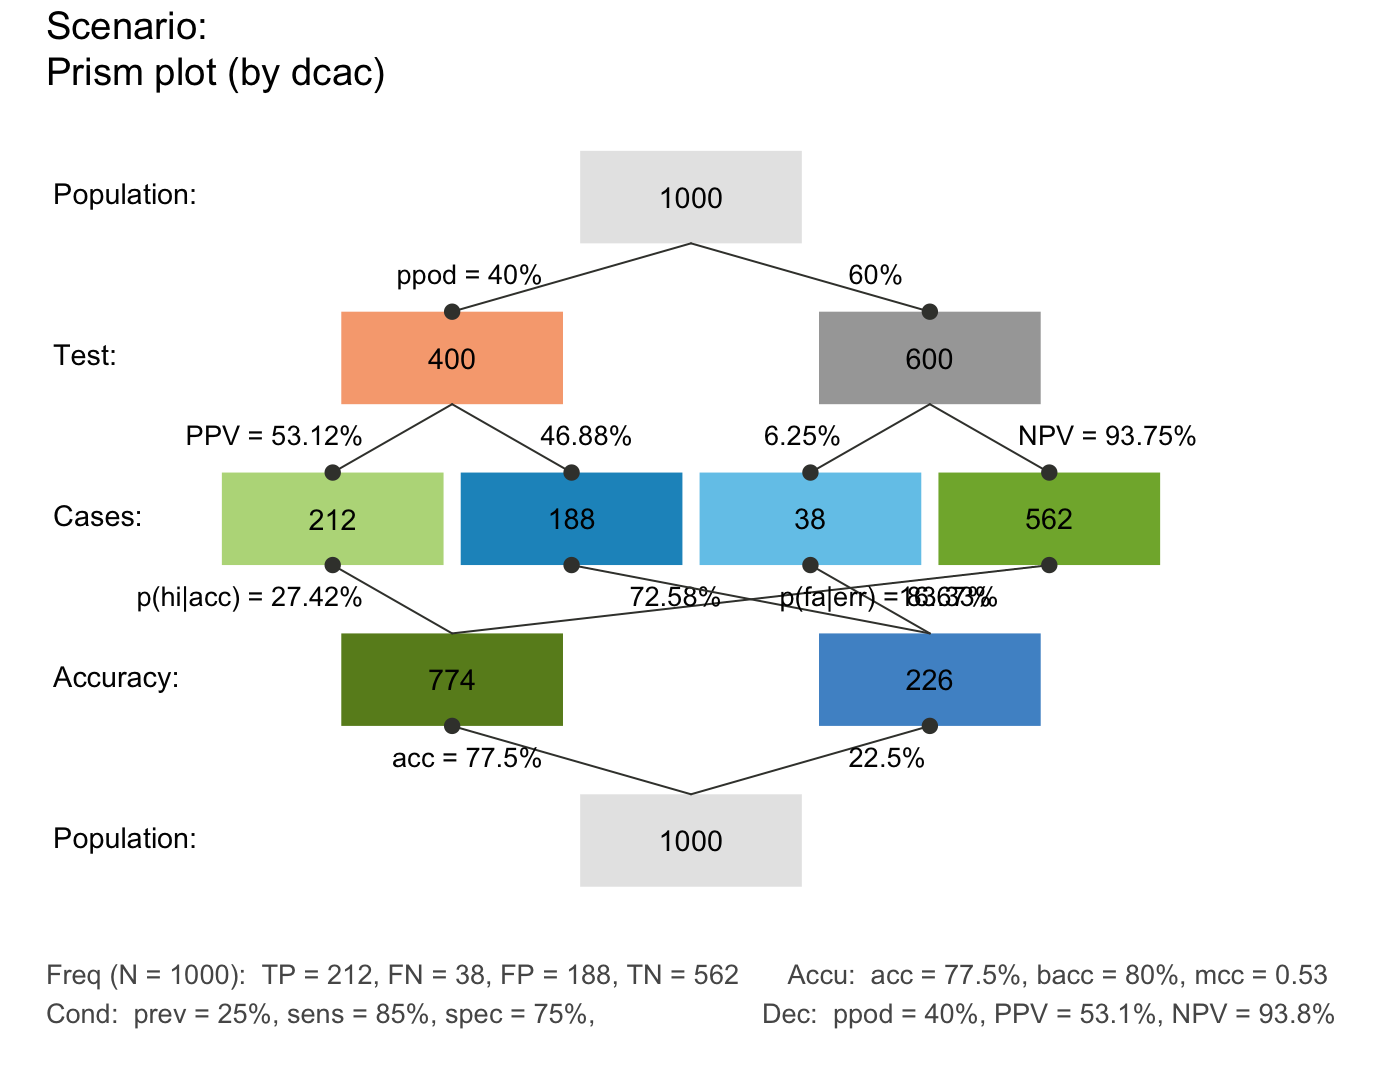 Scenario:
Prism plot (by dcac)
Population:
1000
ppod = 40%
60%
Test:
400
600
PPV = 53.12%
46.88%
6.25%
NPV = 93.75%
Cases:
212
188
38
562
p(hi|acc) = 27.42%
72.58%
p(fa|err) =
Accuracy:
774
226
acc = 77.5%
22.5%
Population:
1000
Freq (N = 1000):  TP = 212, FN = 38, FP = 188, TN = 562
Accu:  acc = 77.5%, bacc = 80%, mcc = 0.53
Cond:  prev = 25%, sens = 85%, spec = 75%,
Dec:  ppod = 40%, PPV = 53.1%, NPV = 93.8%